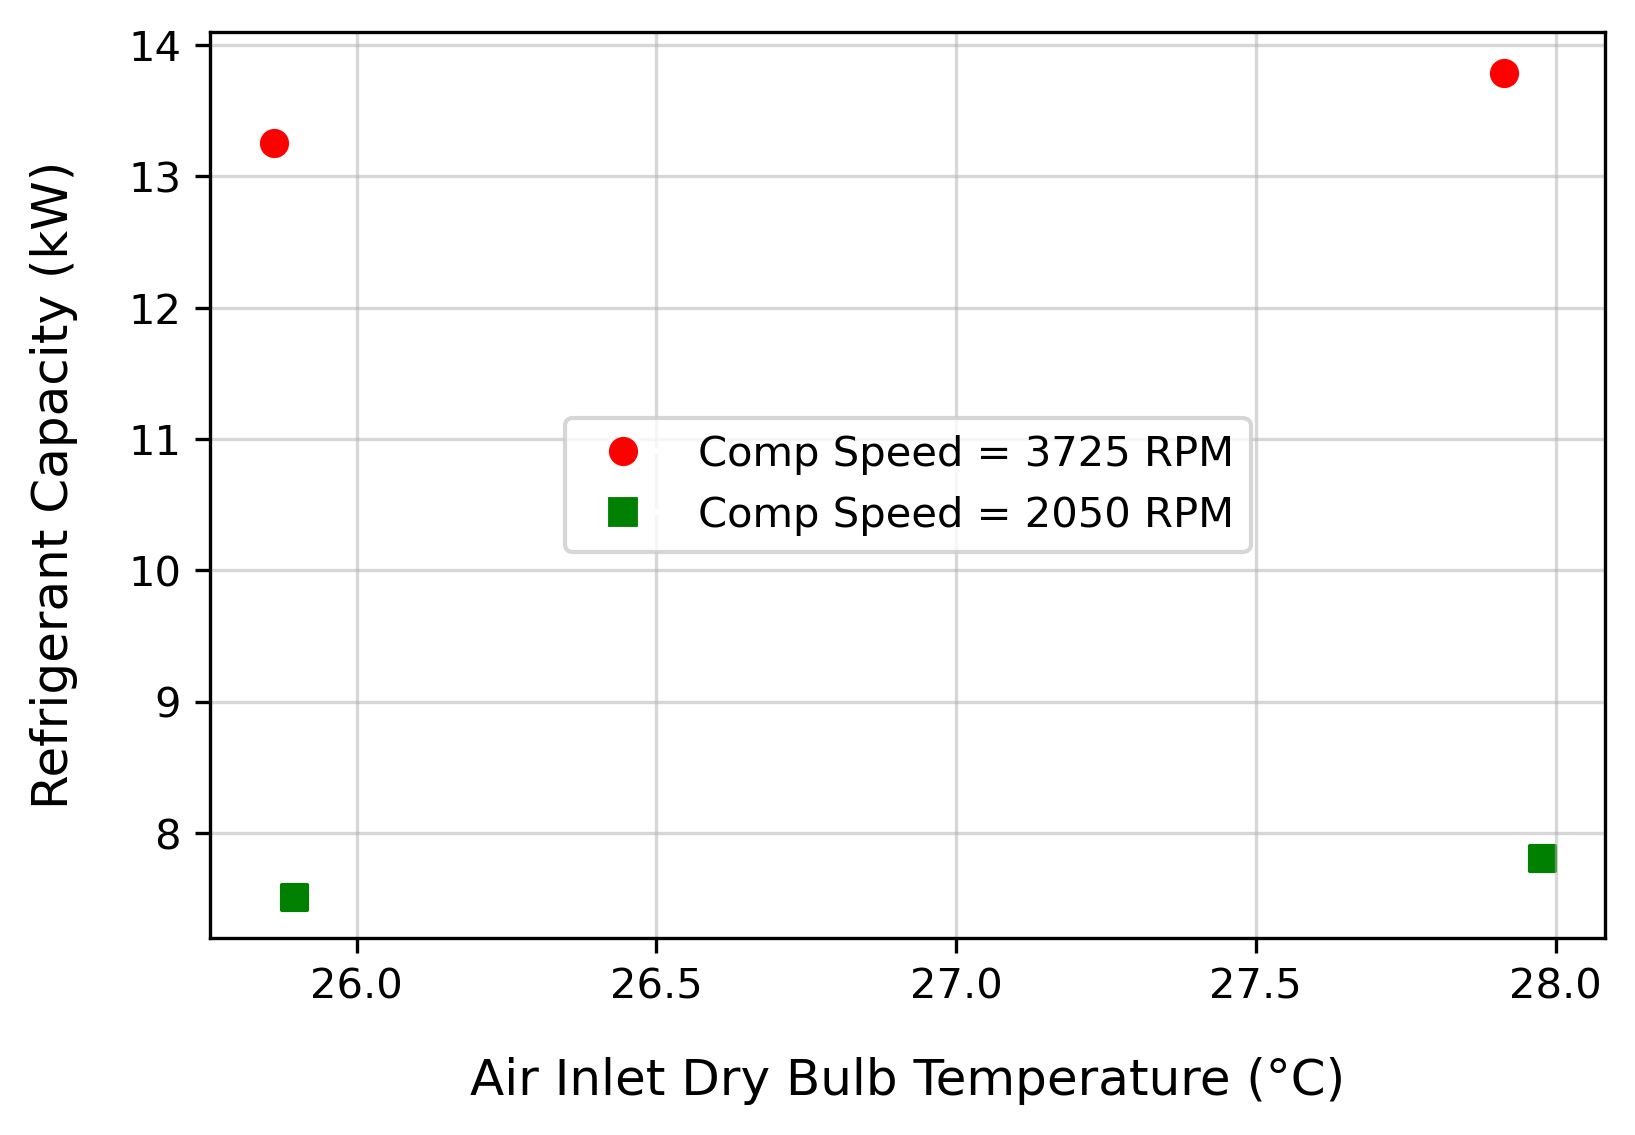 14
13
12
11
10
9
8
Refrigerant Capacity (kW)
Comp Speed = 3725 RPM
Comp Speed = 2050 RPM
26.0 26.5 27.0 27.5 28.0
Air Inlet Dry Bulb Temperature (°C)